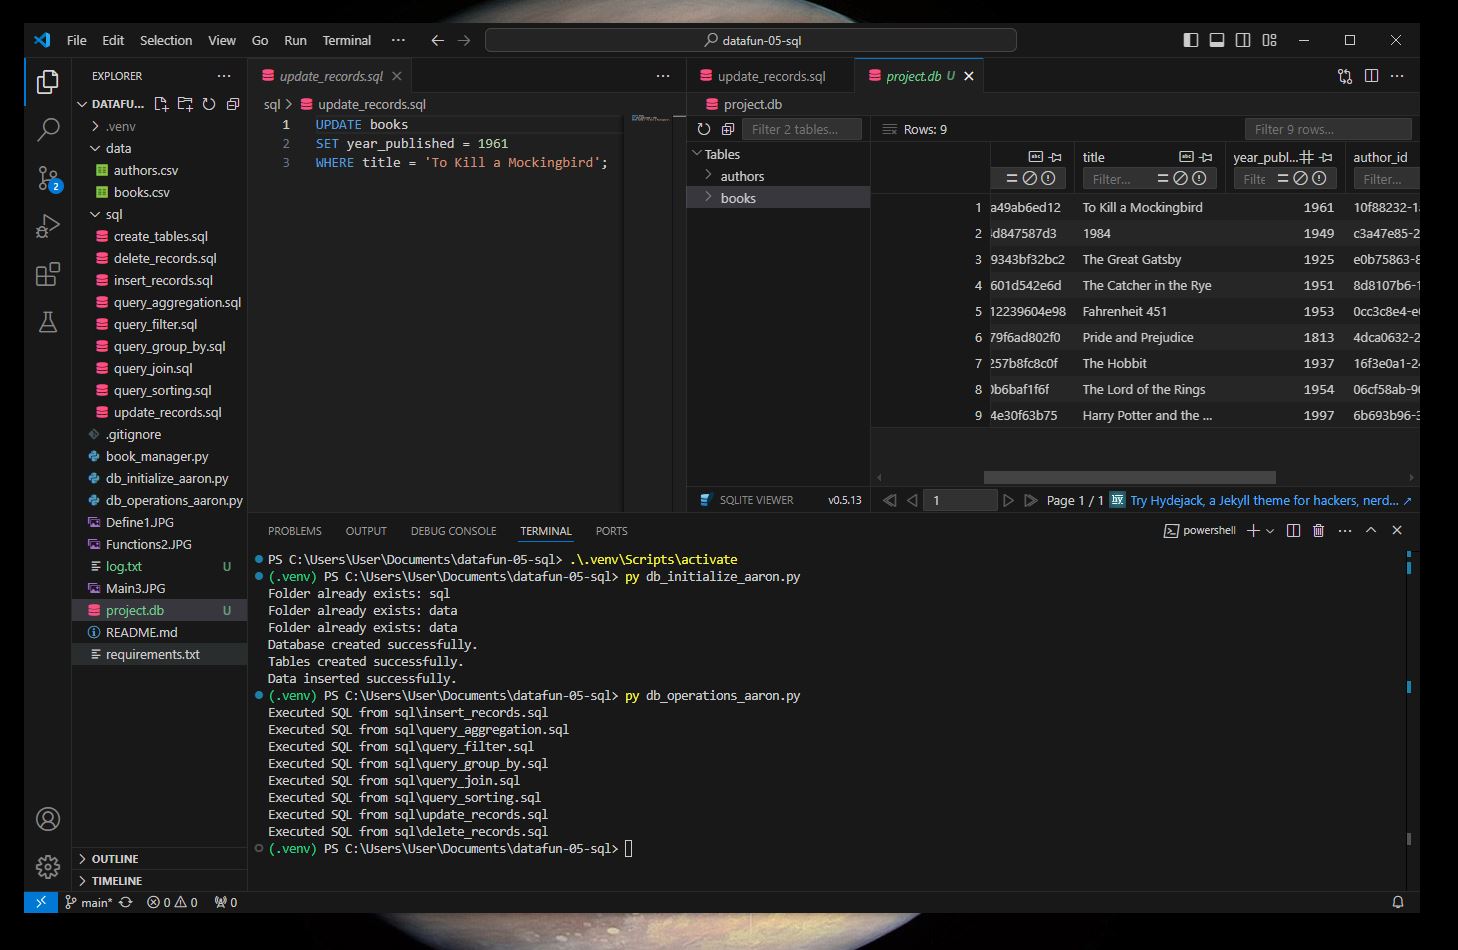 File Edit Selection View Go Run Terminal ··· datafun-05-sql
EXPLORER ···
DATAFU...
.venv
data
authors.csv
books.csv
sql
create_tables.sql
delete_records.sql
insert_records.sql
query_aggregation.sql
query_filter.sql
query_group_by.sql
query_join.sql
query_sorting.sql
update_records.sql
.gitignore
book_manager.py
db_initialize_aaron.py
db_operations_aaron.py
Define1.JPG
Functions2.JPG
log.txt U
Main3.JPG
project.db U
README.md
requirements.txt
OUTLINE
TIMELINE
2
update_records.sql
sql > update_records.sql
1 UPDATE books
2 SET year_published = 1961
3 WHERE title = 'To Kill a Mockingbird';
update_records.sql project.db U
project.db
Filter 2 tables...
Tables
authors
books
SQLITE VIEWER v0.5.13
Rows: 9 Filter 9 rows...
title year_publ... author_id
Filter... Filte Filter...
1 a49ab6ed12 To Kill a Mockingbird 1961 10f88232-1
2 d847587d3 1984 1949 c3a47e85-2
3 9343bf32bc2 The Great Gatsby 1925 e0b75863-8
4 601d542e6d The Catcher in the Rye 1951 8d8107b6-1
5 12239604e98 Fahrenheit 451 1953 0cc3c8e4-e
6 79f6ad802f0 Pride and Prejudice 1813 4dca0632-2
7 257b8fc8c0f The Hobbit 1937 16f3e0a1-2
8 b6baf1f6f The Lord of the Rings 1954 06cf58ab-9
9 4e30f63b75 Harry Potter and the ... 1997 6b693b96-3
1 Page 1 / 1 hy Try Hydejack, a Jekyll theme for hackers, nerd... ↗
PROBLEMS OUTPUT DEBUG CONSOLE TERMINAL PORTS powershell
PS C:\Users\User\Documents\datafun-05-sql> .\.venv\Scripts\activate
(.venv) PS C:\Users\User\Documents\datafun-05-sql> py db_initialize_aaron.py
Folder already exists: sql
Folder already exists: data
Folder already exists: data
Database created successfully.
Tables created successfully.
Data inserted successfully.
(.venv) PS C:\Users\User\Documents\datafun-05-sql> py db_operations_aaron.py
Executed SQL from sql\insert_records.sql
Executed SQL from sql\query_aggregation.sql
Executed SQL from sql\query_filter.sql
Executed SQL from sql\query_group_by.sql
Executed SQL from sql\query_join.sql
Executed SQL from sql\query_sorting.sql
Executed SQL from sql\update_records.sql
Executed SQL from sql\delete_records.sql
(.venv) PS C:\Users\User\Documents\datafun-05-sql>
main* 0 0 0